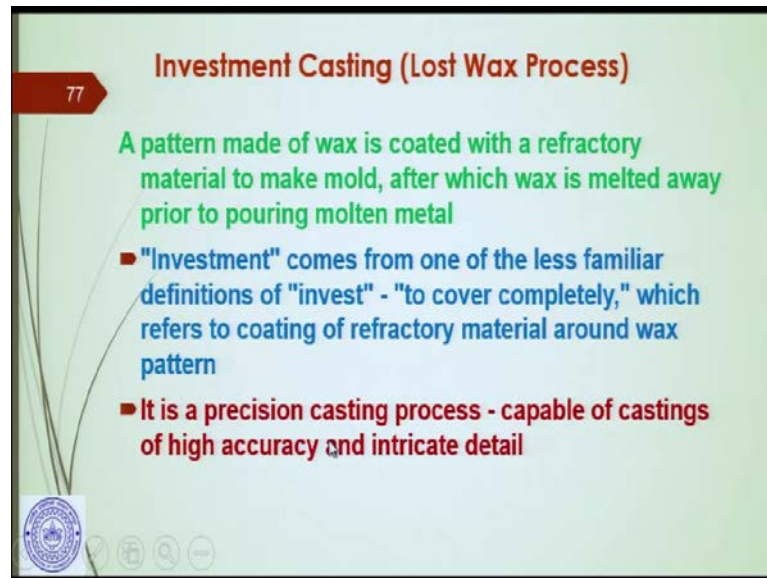 Investment Casting (Lost Wax Process)
77
A pattern made of wax is coated with a refractory
material to make mold, after which wax is melted away
prior to pouring molten metal
"Investment" comes from one of the less familiar
definitions of "invest" - "to cover completely," which
refers to coating of refractory material around wax
pattern
It is a precision casting process - capable of castings
of high accuracy and intricate detail